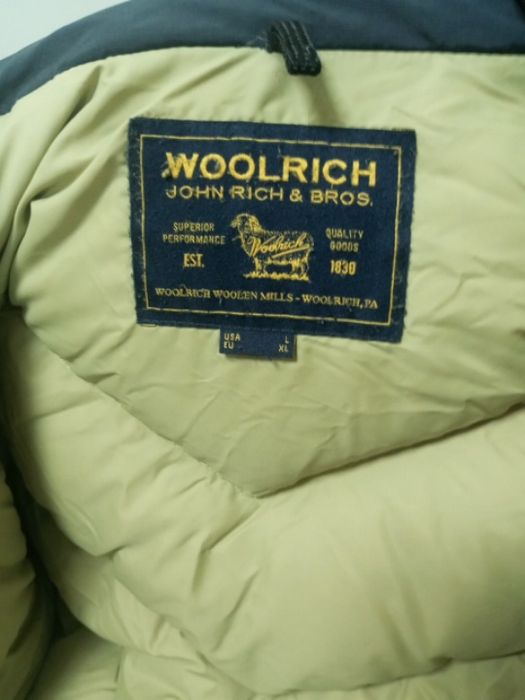 WOOLRICH
JOHN RICH & BROS.
SUPERIOR PERFORMANCE
EST.
Woolrich
QUALITY GOODS
1830
WOOLRICH WOOLEN MILLS - WOOLRICH, PA
USA L
EU XL